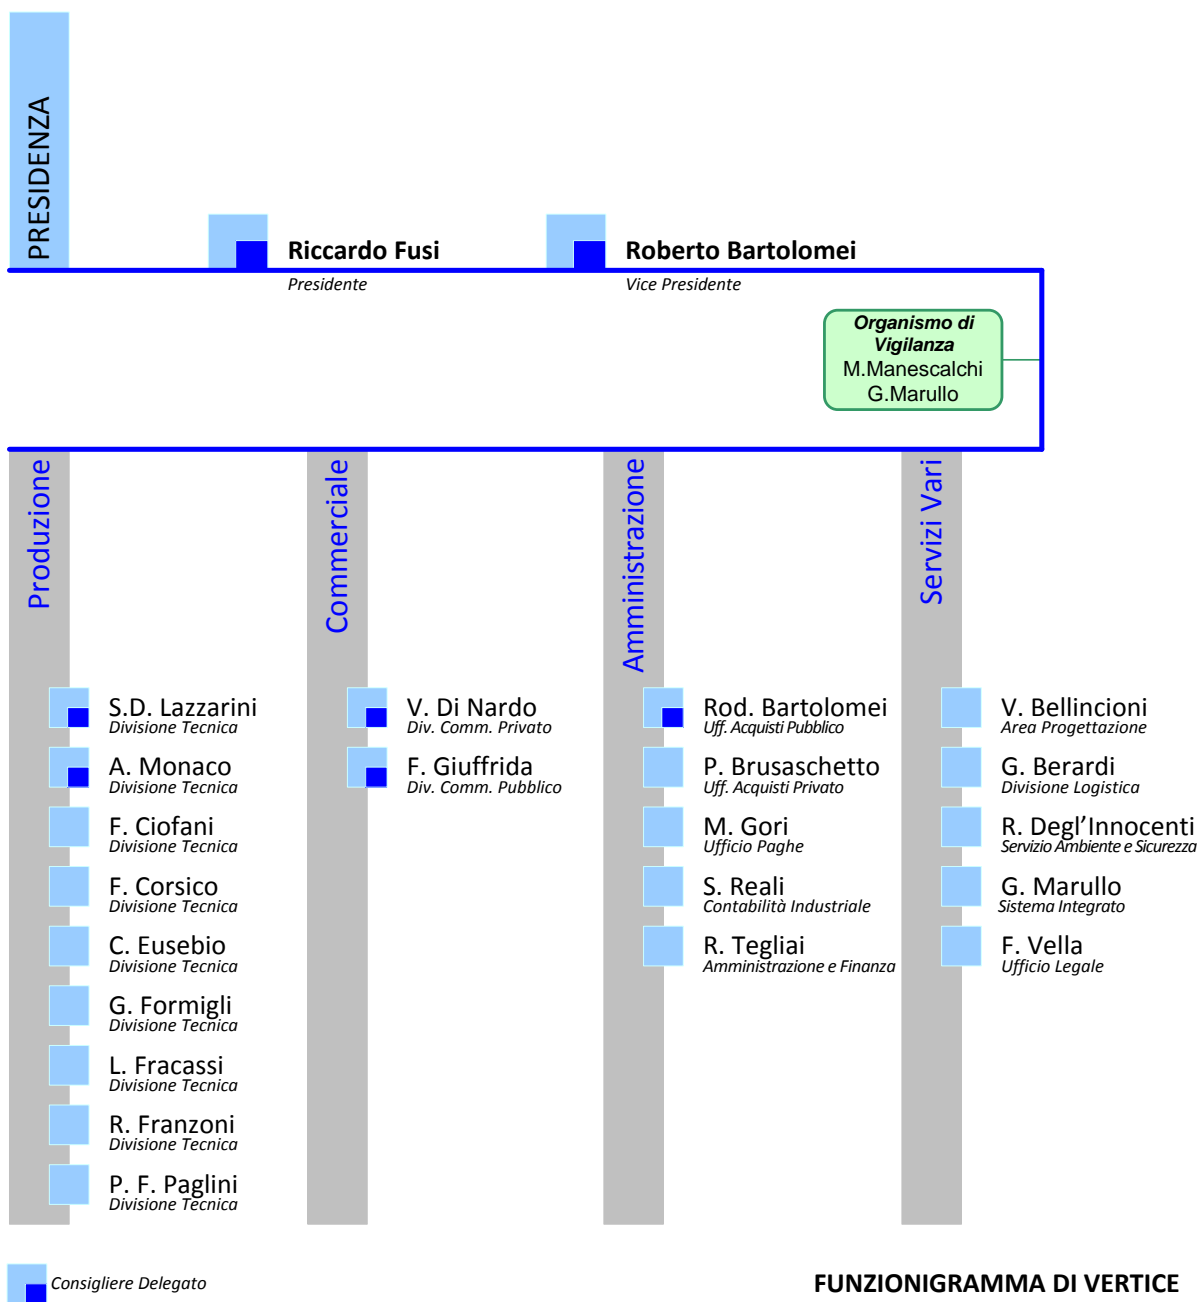 PRESIDENZA
Riccardo Fusi
Presidente
Roberto Bartolomei
Vice Presidente
Organismo di
Vigilanza
M.Manescalchi
G.Marullo
Produzione
S.D. Lazzarini
Divisione Tecnica
A. Monaco
Divisione Tecnica
F. Ciofani
Divisione Tecnica
F. Corsico
Divisione Tecnica
C. Eusebio
Divisione Tecnica
G. Formigli
Divisione Tecnica
L. Fracassi
Divisione Tecnica
R. Franzoni
Divisione Tecnica
P. F. Paglini
Divisione Tecnica
Commerciale
V. Di Nardo
Div. Comm. Privato
F. Giuffrida
Div. Comm. Pubblico
Amministrazione
Rod. Bartolomei
Uff. Acquisti Pubblico
P. Brusaschetto
Uff. Acquisti Privato
M. Gori
Ufficio Paghe
S. Reali
Contabilità Industriale
R. Tegliai
Amministrazione e Finanza
Servizi Vari
V. Bellincioni
Area Progettazione
G. Berardi
Divisione Logistica
R. Degl’Innocenti
Servizio Ambiente e Sicurezza
G. Marullo
Sistema Integrato
F. Vella
Ufficio Legale
Consigliere Delegato
FUNZIONIGRAMMA DI VERTICE